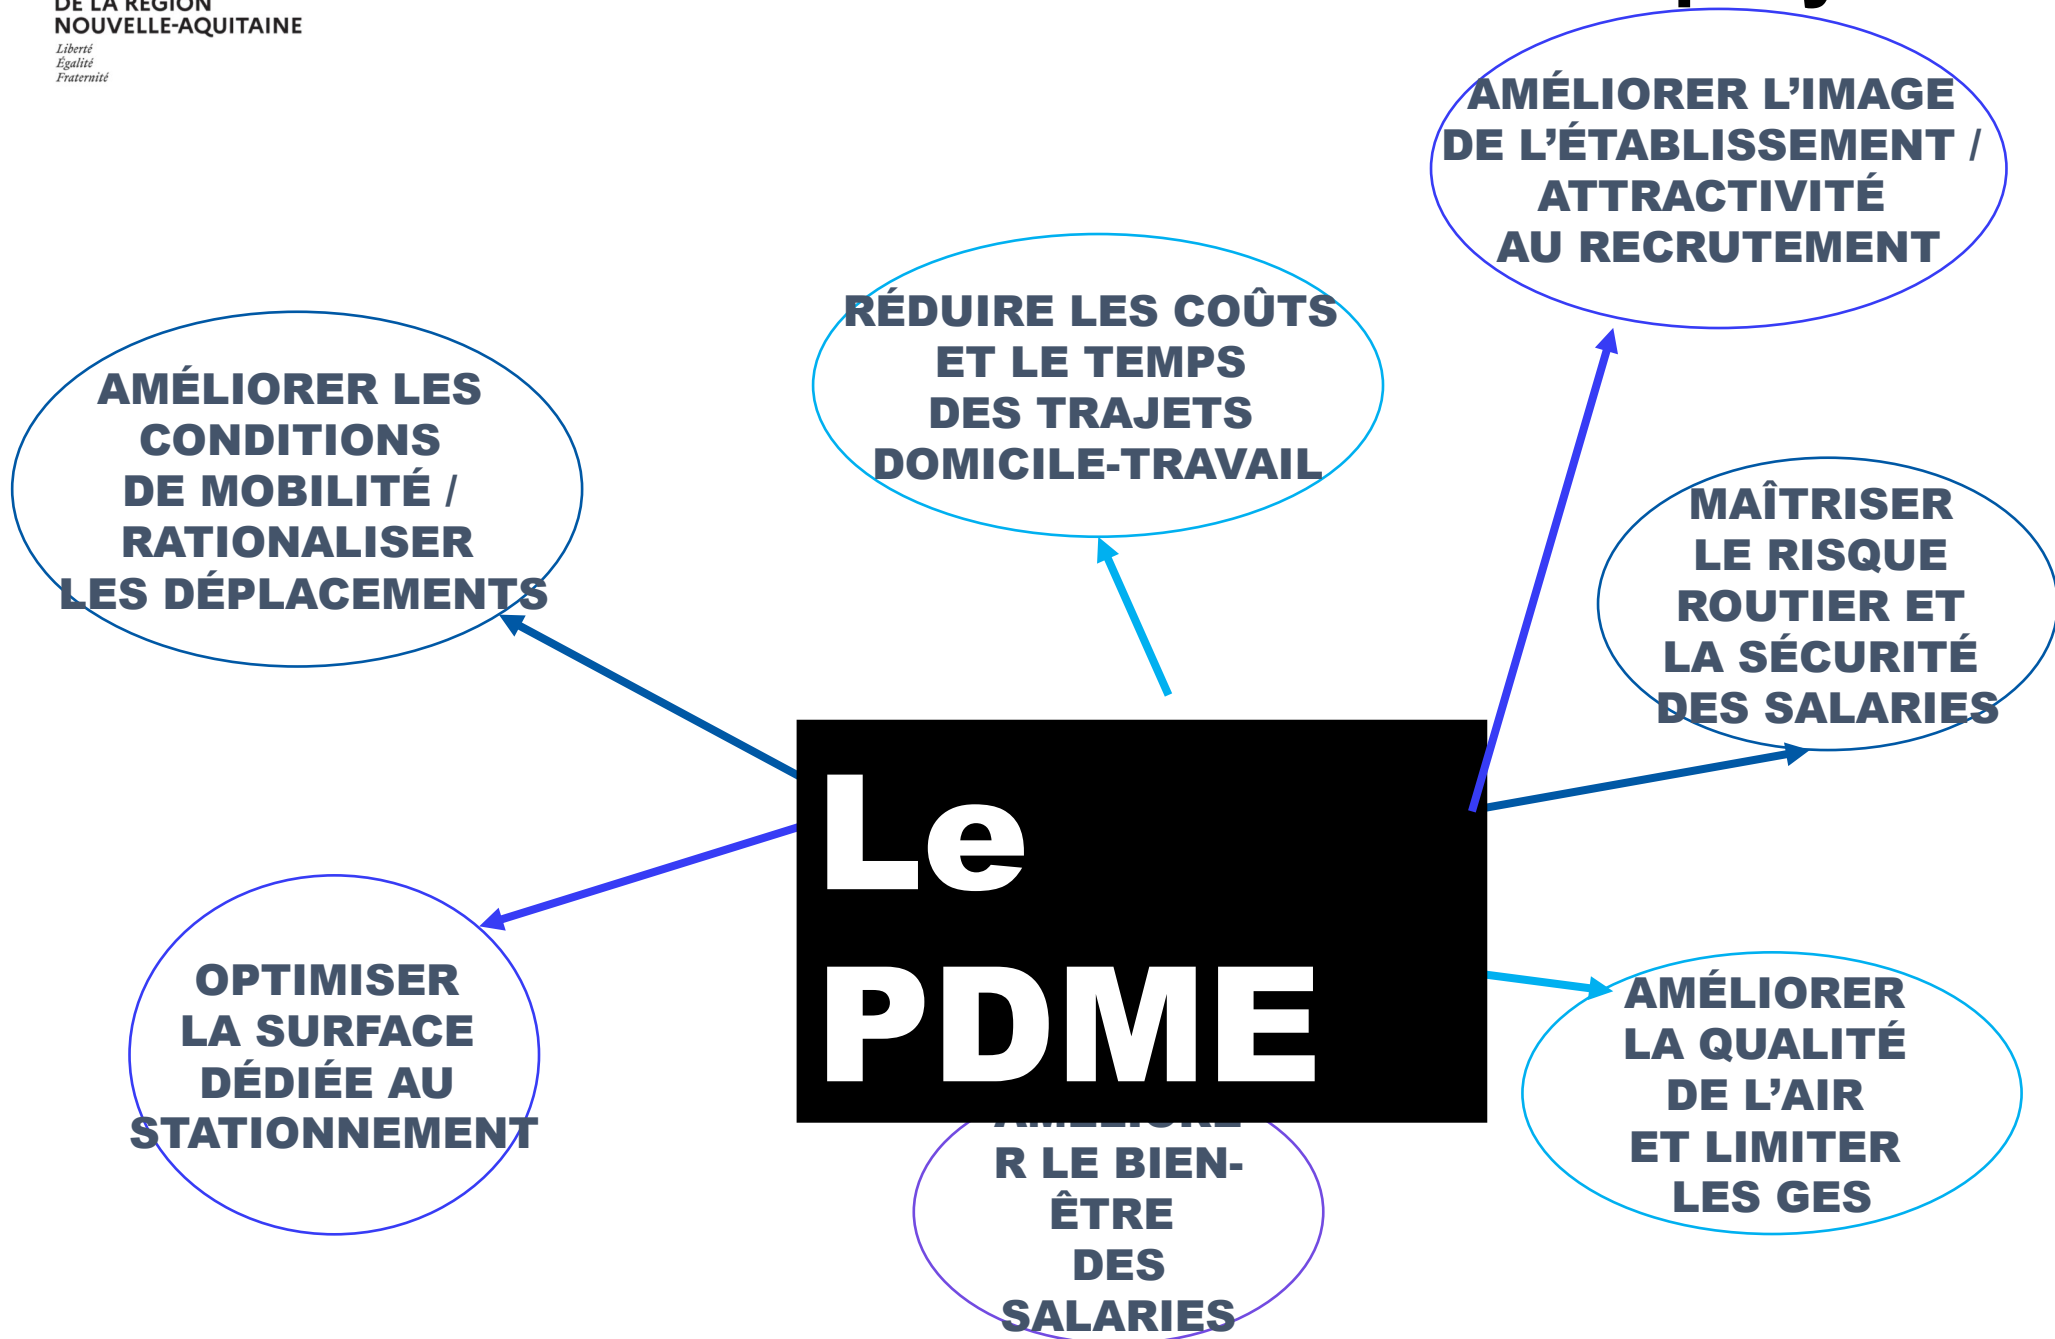 DE LA RÉGION
NOUVELLE-AQUITAINE
Liberté
Égalité
Fraternité
AMÉLIORER L’IMAGE
DE L’ÉTABLISSEMENT /
ATTRACTIVITÉ
AU RECRUTEMENT
RÉDUIRE LES COÛTS
ET LE TEMPS
DES TRAJETS
DOMICILE-TRAVAIL
AMÉLIORER LES
CONDITIONS
DE MOBILITÉ /
RATIONALISER
LES DÉPLACEMENTS
MAÎTRISER
LE RISQUE
ROUTIER ET
LA SÉCURITÉ
DES SALARIES
Le
PDME
OPTIMISER
LA SURFACE
DÉDIÉE AU
STATIONNEMENT
AMÉLIORER
LA QUALITÉ
DE L’AIR
ET LIMITER
LES GES
AMÉLIORE
R LE BIEN-
ÊTRE
DES
SALARIES